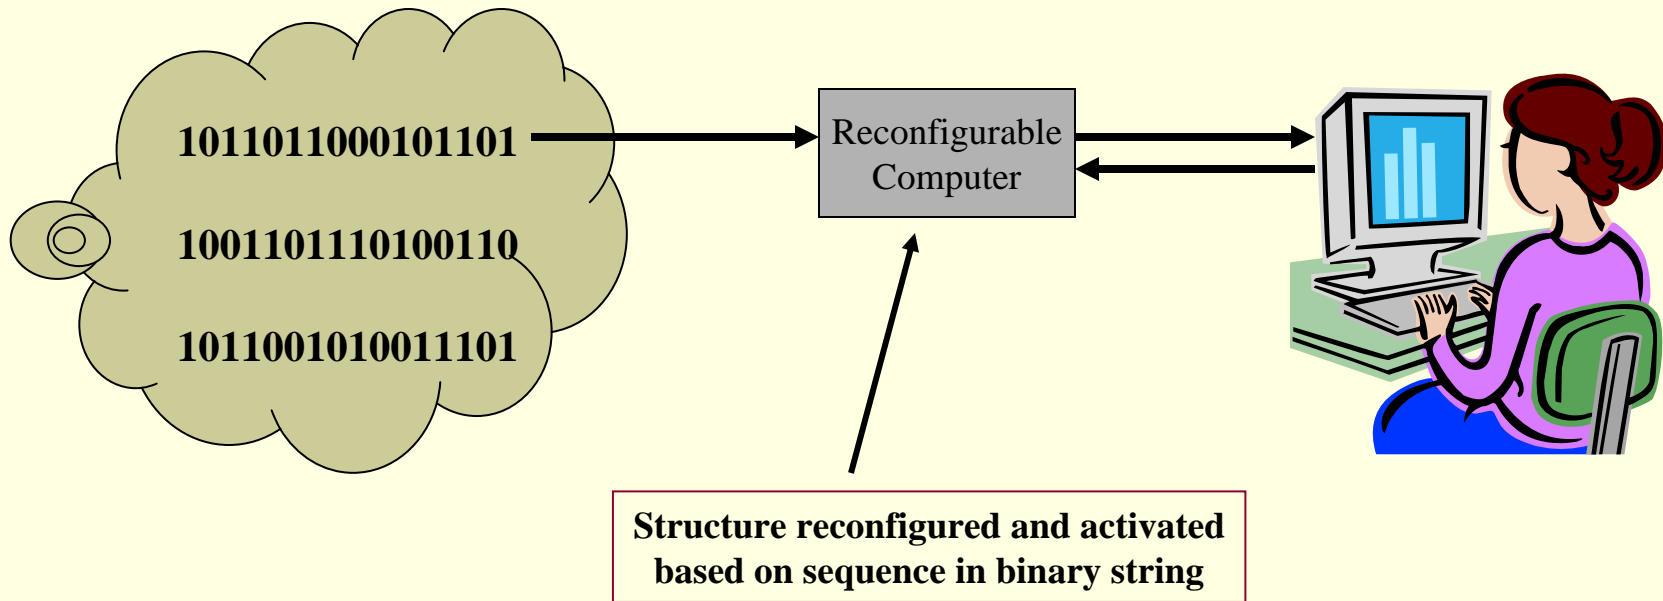 1011011000101101
1001101110100110
1011001010011101
Reconfigurable
Computer
Structure reconfigured and activated
based on sequence in binary string